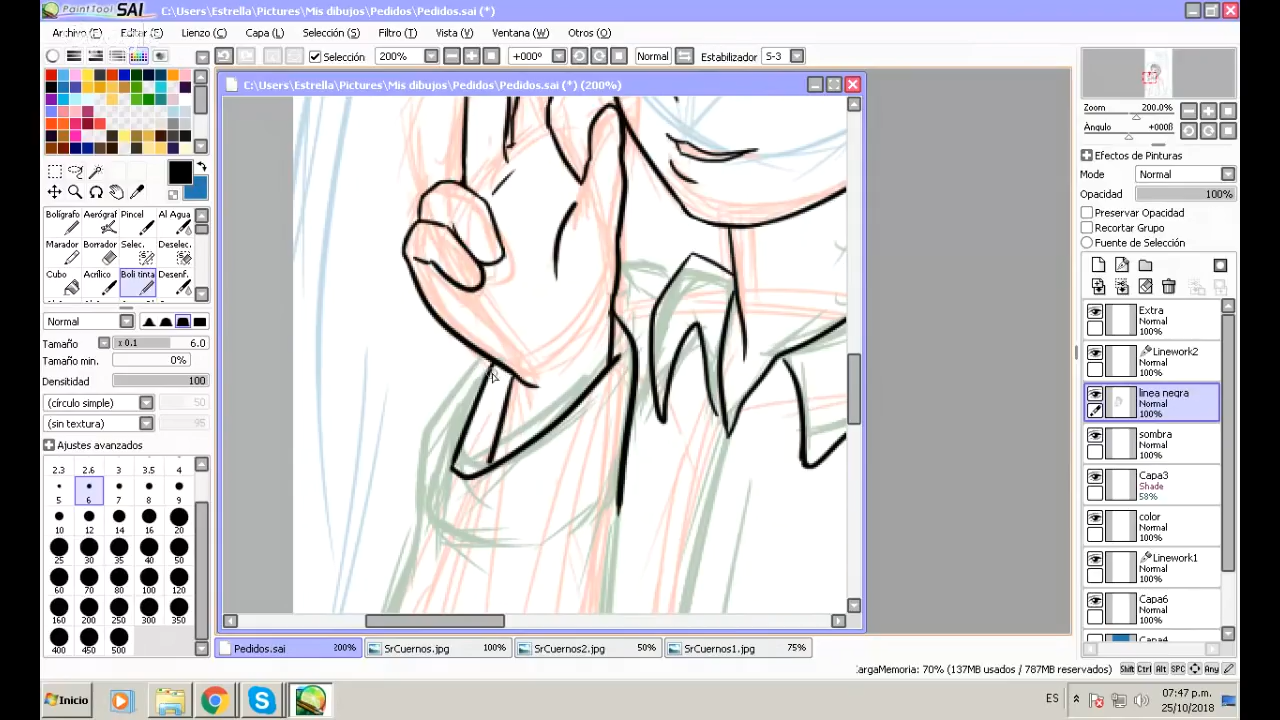 PaintTool SAI C:\Users\Estrella\Pictures\Mis dibujos\Pedidos\Pedidos.sai (*)
Archivo (F) Editar (E) Lienzo (C) Capa (L) Selección (S) Filtro (T) Vista (V) Ventana (W) Otros (O)
Selección 200% +000º Normal Estabilizador S-3
C:\Users\Estrella\Pictures\Mis dibujos\Pedidos\Pedidos.sai (*) (200%)
Zoom 200.0%
Angulo +000º
Efectos de Pinturas
Mode Normal
Opacidad 100%
Preservar Opacidad
Recortar Grupo
Fuente de Selección
Bolígrafo Aerógraf Pincel Al Agua
Marador Borrador Selec. Deselec.
Cubo Acrílico Boli tinta Desenf.
Normal
Tamaño x 0.1 6.0
Tamaño min. 0%
Densitidad 100
(círculo simple) 50
(sin textura) 95
Ajustes avanzados
2.3 2.6 3 3.5 4
5 6 7 8 9
10 12 14 16 20
25 30 35 40 50
60 70 80 100 120
160 200 250 300 350
400 450 500
Extra
Normal
100%
Linework2
Normal
100%
linea negra
Normal
100%
sombra
Normal
100%
Capa3
Shade
58%
color
Normal
100%
Linework1
Normal
100%
Capa6
Normal
100%
Capa4
Pedidos.sai 200% SrCuernos.jpg 100% SrCuernos2.jpg 50% SrCuernos1.jpg 75%
CargaMemoria: 70% (137MB usados / 787MB reservados) Shift Ctrl Alt SPC Any
Inicio ES 07:47 p.m.
25/10/2018